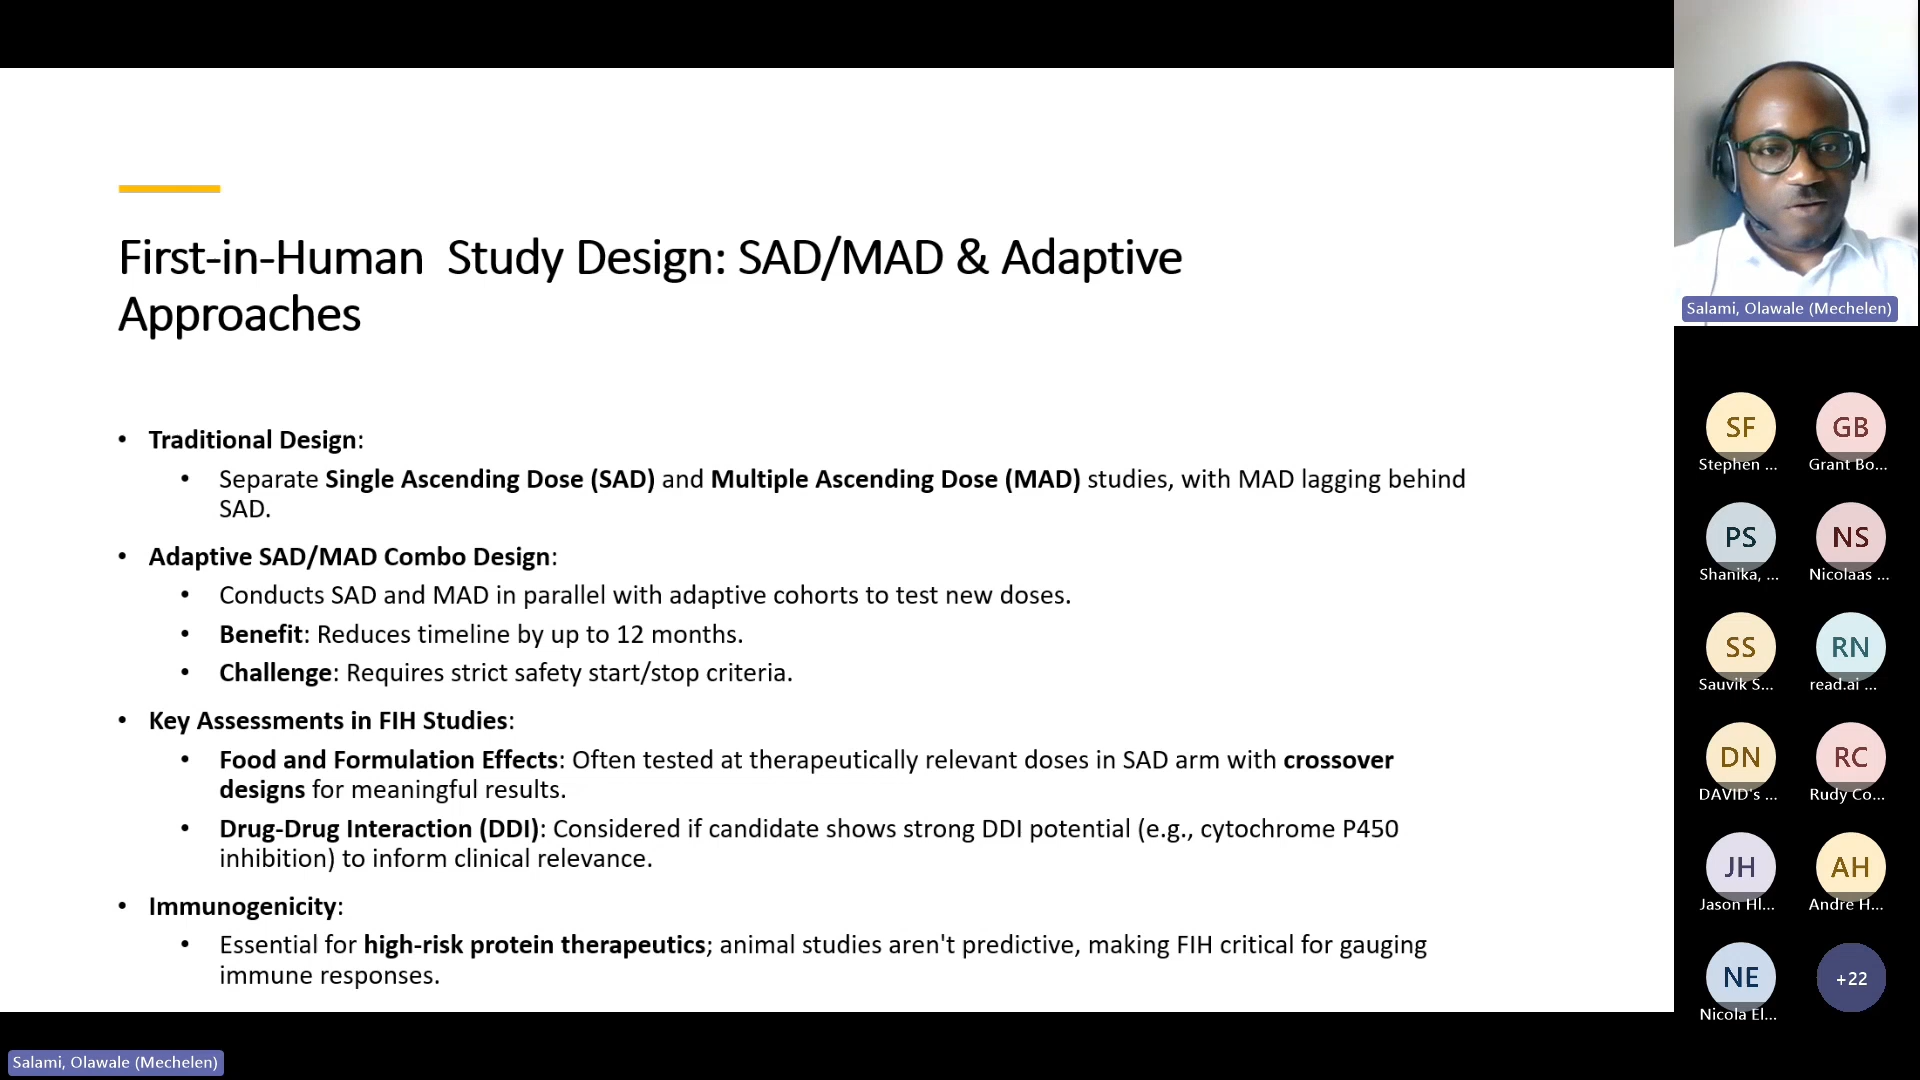 First-in-Human Study Design: SAD/MAD & Adaptive
Approaches
• Traditional Design:
• Separate Single Ascending Dose (SAD) and Multiple Ascending Dose (MAD) studies, with MAD lagging behind
SAD.
• Adaptive SAD/MAD Combo Design:
• Conducts SAD and MAD in parallel with adaptive cohorts to test new doses.
• Benefit: Reduces timeline by up to 12 months.
• Challenge: Requires strict safety start/stop criteria.
• Key Assessments in FIH Studies:
• Food and Formulation Effects: Often tested at therapeutically relevant doses in SAD arm with crossover
designs for meaningful results.
• Drug-Drug Interaction (DDI): Considered if candidate shows strong DDI potential (e.g., cytochrome P450
inhibition) to inform clinical relevance.
• Immunogenicity:
• Essential for high-risk protein therapeutics; animal studies aren't predictive, making FIH critical for gauging
immune responses.
Salami, Olawale (Mechelen)
SF
Stephen ...
GB
Grant Bo...
PS
Shanika, ...
NS
Nicolaas ...
SS
Sauvik S...
RN
read.ai ...
DN
DAVID's ...
RC
Rudy Co...
JH
Jason Hl...
AH
Andre H...
NE
Nicola El...
+22
Salami, Olawale (Mechelen)